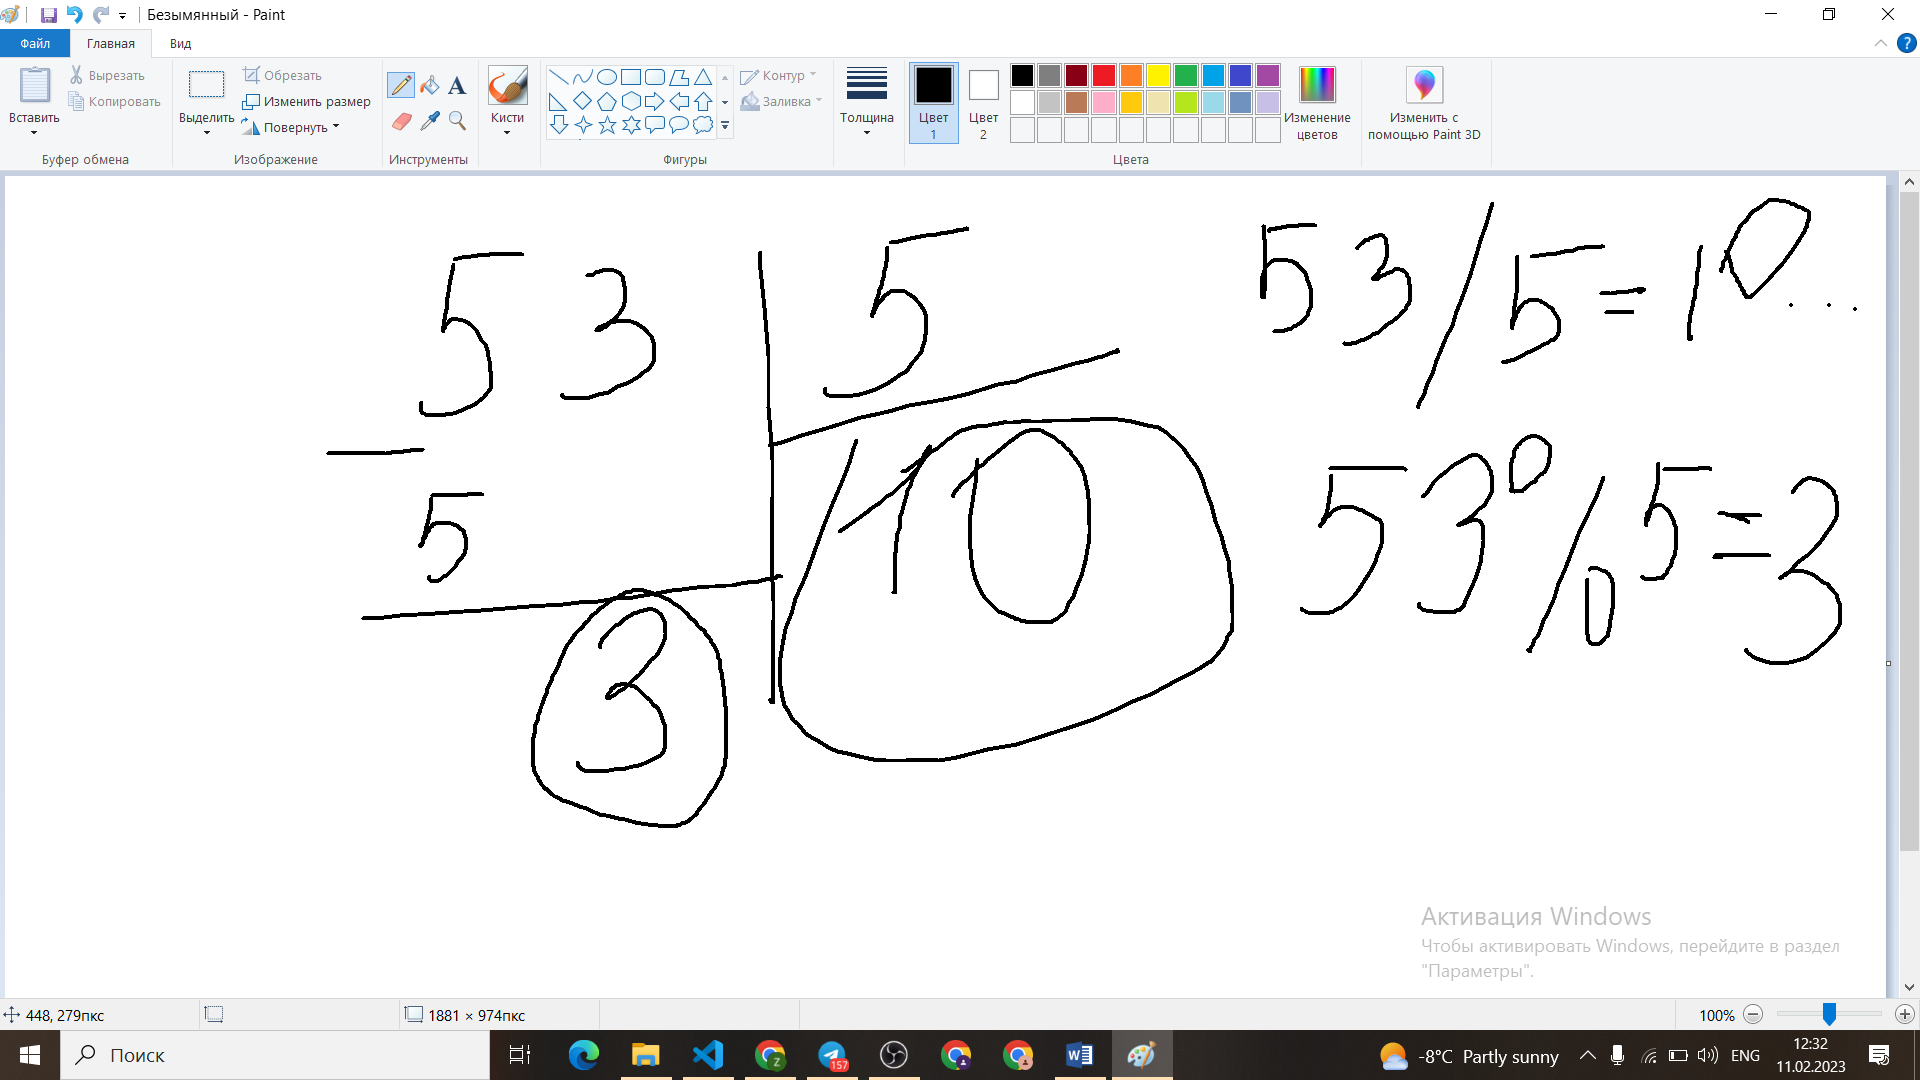 Безымянный - Paint
Файл Главная Вид
Вставить
Вырезать
Копировать
Буфер обмена
Выделить
Обрезать
Изменить размер
Повернуть
Изображение
A
Инструменты
Кисти
Фигуры
Контур
Заливка
Толщина
Цвет 1
Цвет 2
Цвета
Изменение цветов
Изменить с помощью Paint 3D
?
53 5
5 10
3
53/5=10...
53%5=3
Активация Windows
Чтобы активировать Windows, перейдите в раздел
"Параметры".
448, 279пкс 1881 × 974пкс 100%
Поиск
Z
157
-8°C Partly sunny ENG
12:32
11.02.2023